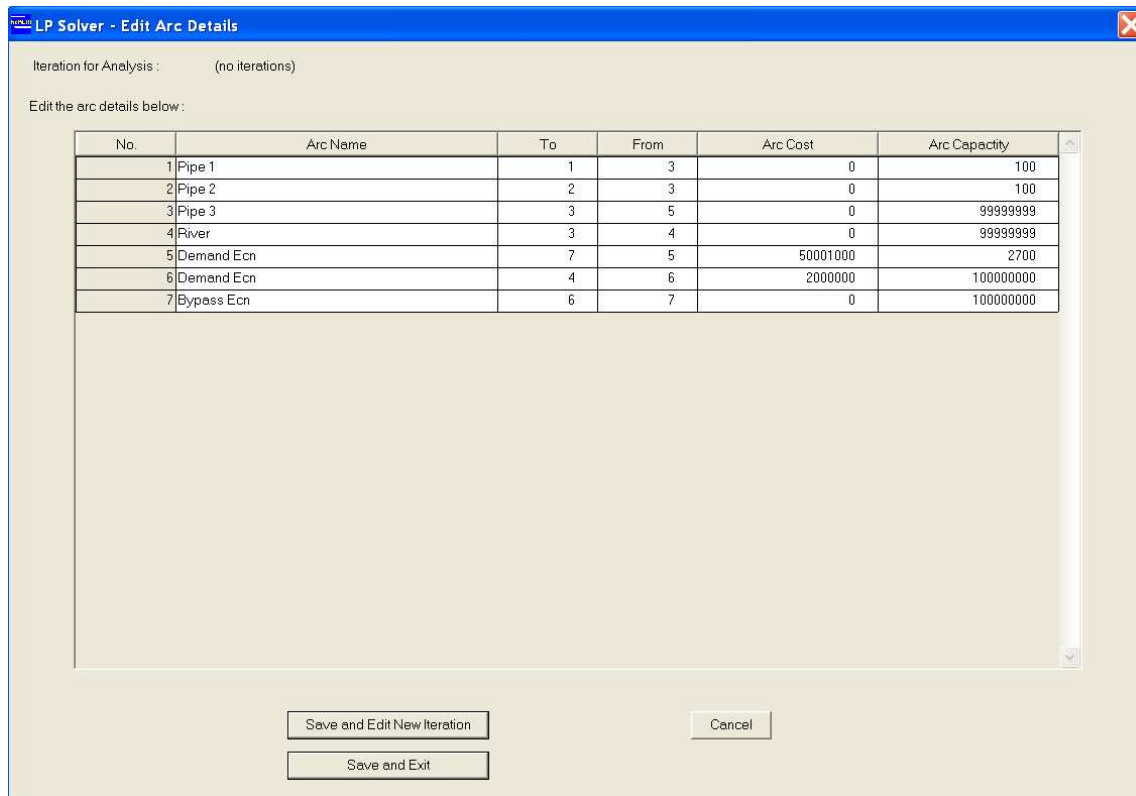 LP Solver - Edit Arc Details
Iteration for Analysis : (no iterations)
Edit the arc details below :
No. Arc Name To From Arc Cost Arc Capactity
1 Pipe 1 1 3 0 100
2 Pipe 2 2 3 0 100
3 Pipe 3 3 5 0 99999999
4 River 3 4 0 99999999
5 Demand Ecn 7 5 50001000 2700
6 Demand Ecn 4 6 2000000 100000000
7 Bypass Ecn 6 7 0 100000000
Save and Edit New Iteration Cancel
Save and Exit